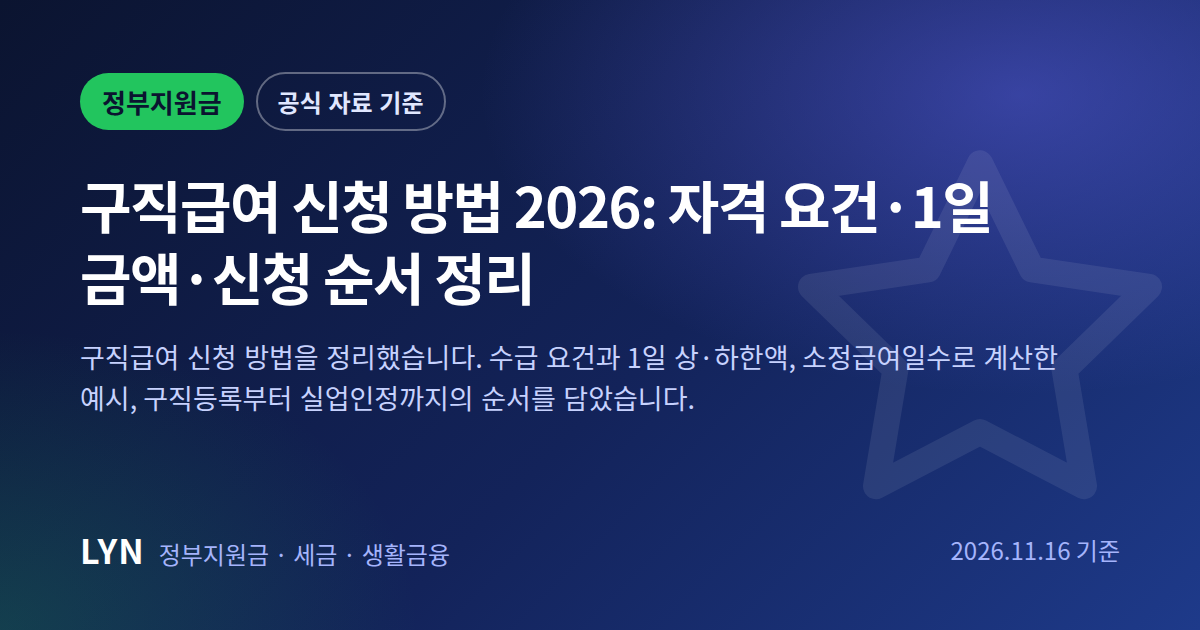 정부지원금
공식 자료 기준
구직급여 신청 방법 2026: 자격 요건·1일
금액·신청 순서 정리
구직급여 신청 방법을 정리했습니다. 수급 요건과 1일 상·하한액, 소정급여일수로 계산한
예시, 구직등록부터 실업인정까지의 순서를 담았습니다.
LYN 정부지원금 · 세금 · 생활금융
2026.11.16 기준